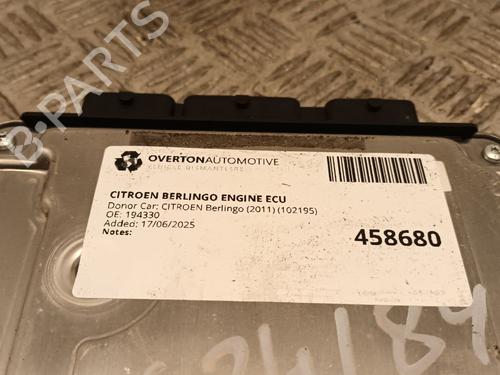 B-PARTS
OVERTONAUTOMOTIVE
VEHICLE DISMANTLERS
CITROEN BERLINGO ENGINE ECU
Donor Car: CITROEN Berlingo (2011) (102195)
OE: 194330
Added: 17/06/2025
Notes:
458680